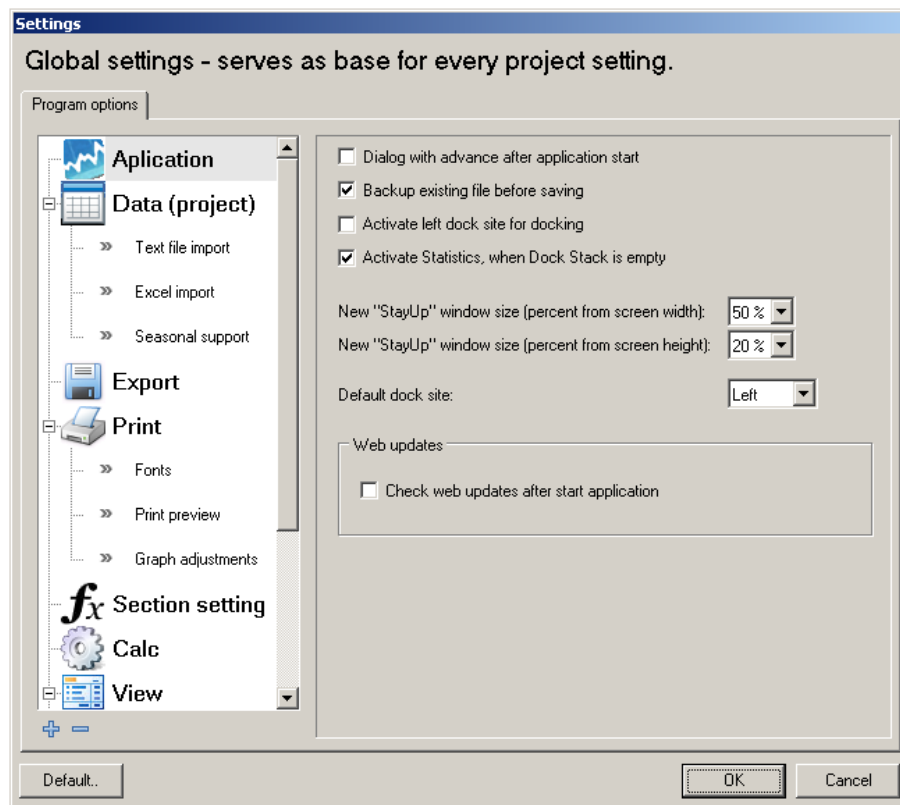 Settings
Global settings - serves as base for every project setting.
Program options
Aplication
Data (project)
Text file import
Excel import
Seasonal support
Export
Print
Fonts
Print preview
Graph adjustments
fx Section setting
Calc
View
Dialog with advance after application start
Backup existing file before saving
Activate left dock site for docking
Activate Statistics, when Dock Stack is empty
New "StayUp" window size (percent from screen width): 50 %
New "StayUp" window size (percent from screen height): 20 %
Default dock site: Left
Web updates
Check web updates after start application
Default.. OK Cancel